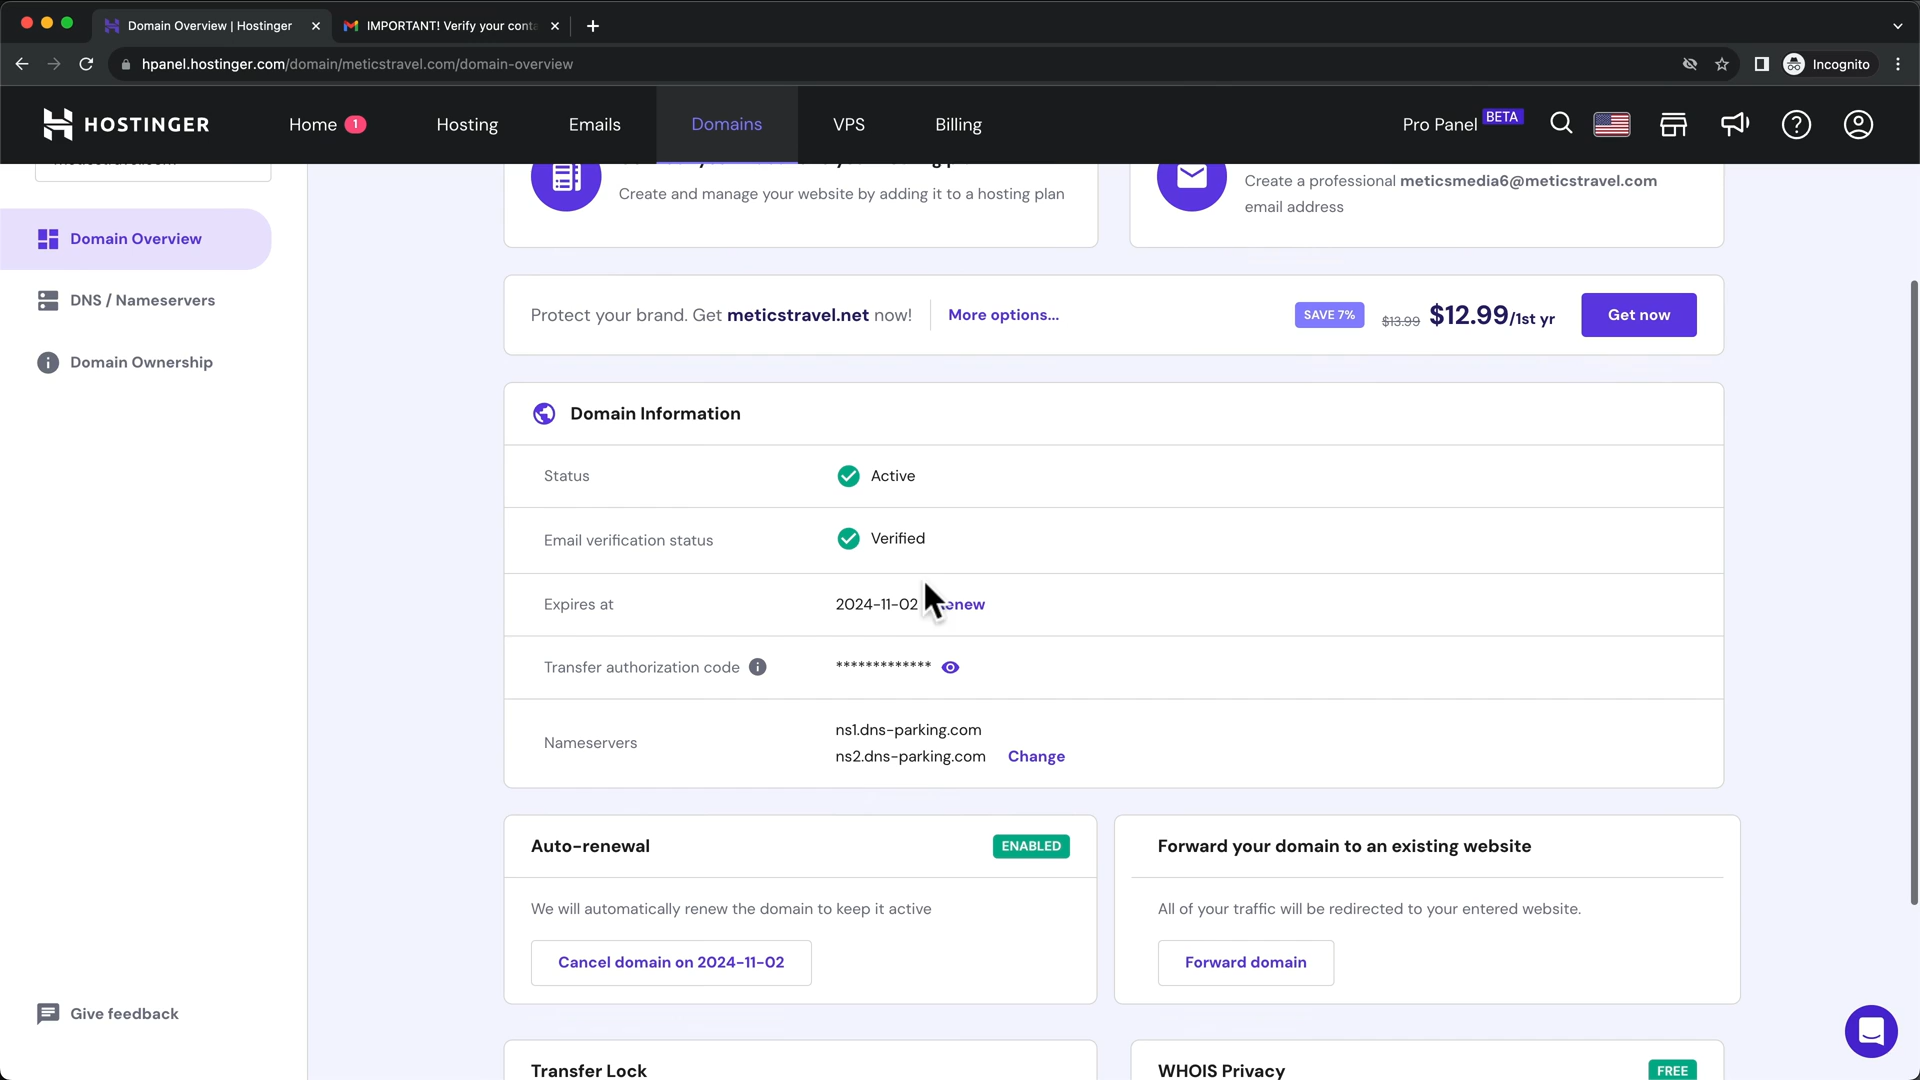 Domain Overview | Hostinger
IMPORTANT! Verify your conta
hpanel.hostinger.com/domain/meticstravel.com/domain-overview
Incognito
HOSTINGER
Home 1
Hosting
Emails
Domains
VPS
Billing
Pro Panel BETA
Domain Overview
DNS / Nameservers
Domain Ownership
Give feedback
Create and manage your website by adding it to a hosting plan
Create a professional meticsmedia6@meticstravel.com
email address
Protect your brand. Get meticstravel.net now!
More options...
SAVE 7%
$13.99
$12.99/1st yr
Get now
Domain Information
Status
Active
Email verification status
Verified
Expires at
2024-11-02
enew
Transfer authorization code
*************
Nameservers
ns1.dns-parking.com
ns2.dns-parking.com
Change
Auto-renewal
ENABLED
We will automatically renew the domain to keep it active
Cancel domain on 2024-11-02
Forward your domain to an existing website
All of your traffic will be redirected to your entered website.
Forward domain
Transfer Lock
WHOIS Privacy
FREE